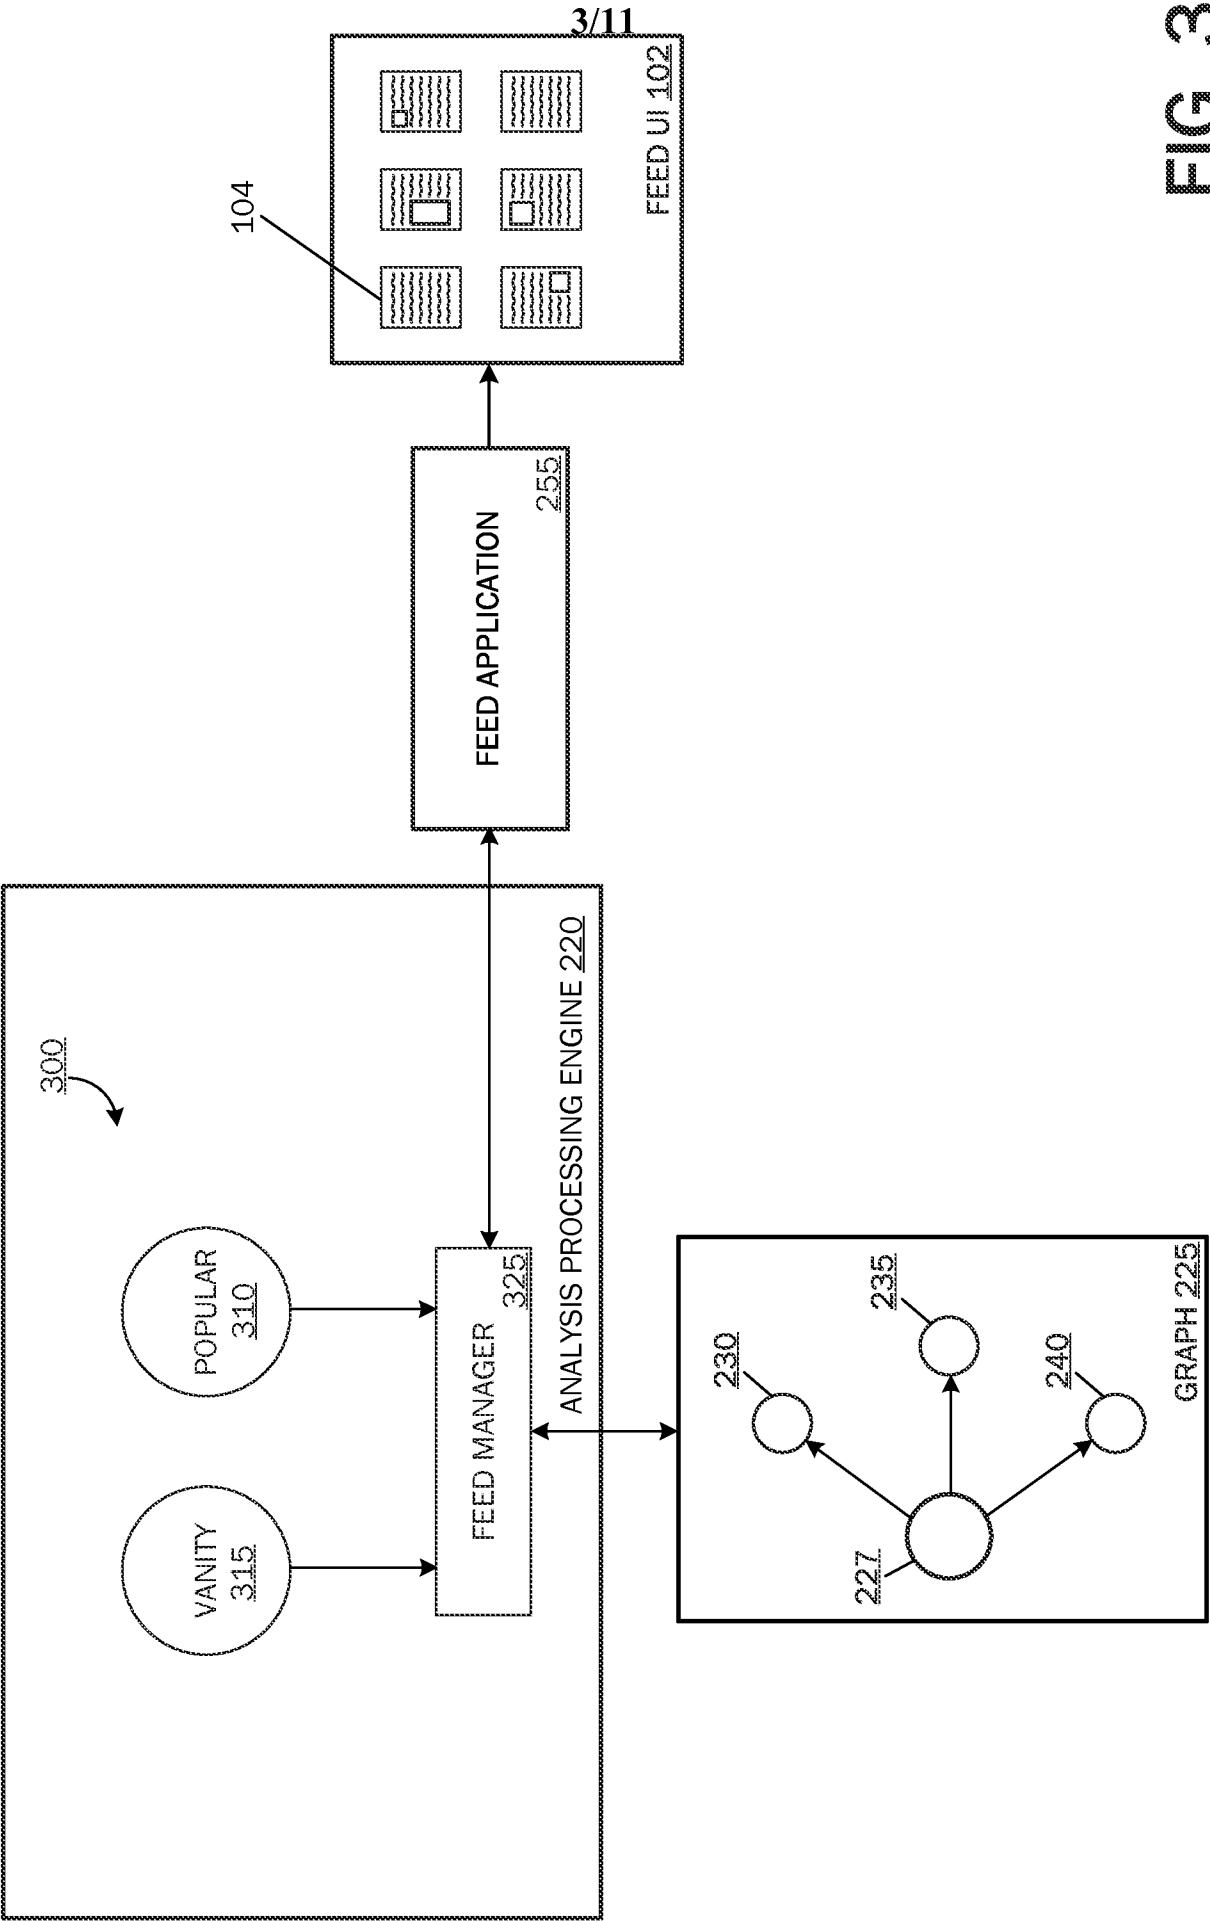 3/11
300
VANITY
315
POPULAR
310
FEED MANAGER
325
ANALYSIS PROCESSING ENGINE 220
FEED APPLICATION
255
104
FEED UI 102
227
230
235
240
GRAPH 225
FIG 3